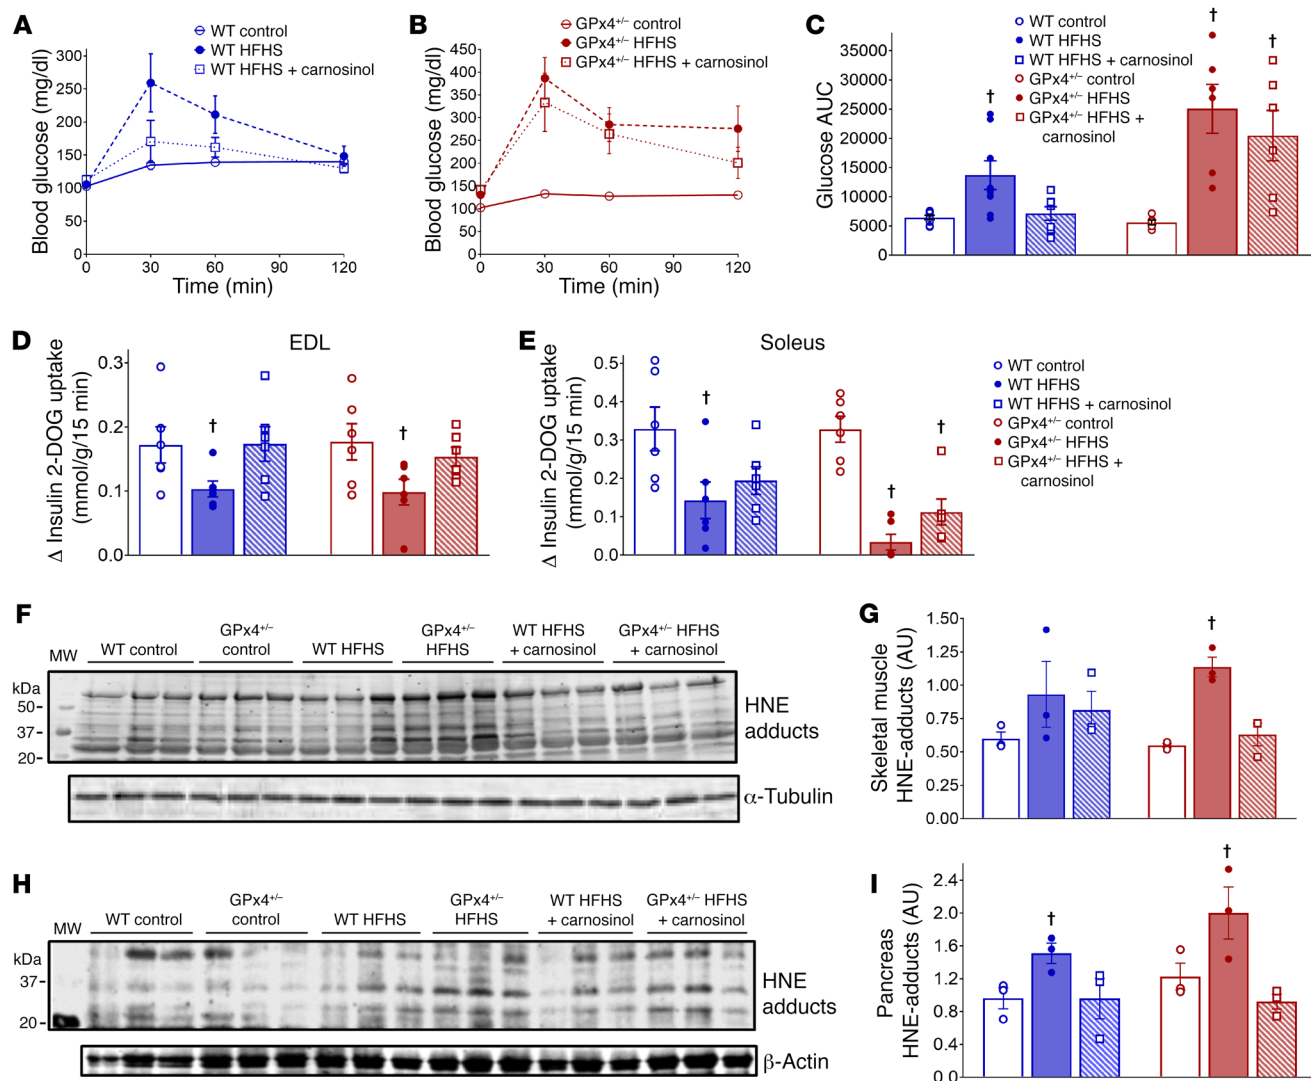 A
WT control
WT HFHS
WT HFHS + carnosinol
Blood glucose (mg/dl)
300
250
200
150
100
50
0
0
30
60
90
120
Time (min)
B
GPx4+/– control
GPx4+/– HFHS
GPx4+/– HFHS + carnosinol
Blood glucose (mg/dl)
450
400
350
300
250
200
150
100
50
0
0
30
60
90
120
Time (min)
C
WT control
WT HFHS
WT HFHS + carnosinol
GPx4+/– control
GPx4+/– HFHS
GPx4+/– HFHS +
carnosinol
Glucose AUC
35000
30000
25000
20000
15000
10000
5000
0
†
†
†
D
EDL
Δ Insulin 2-DOG uptake
(mmol/g/15 min)
0.3
0.2
0.1
0.0
†
†
E
Soleus
Δ Insulin 2-DOG uptake
(mmol/g/15 min)
0.5
0.4
0.3
0.2
0.1
0.0
†
†
†
WT control
WT HFHS
WT HFHS + carnosinol
GPx4+/– control
GPx4+/– HFHS
GPx4+/– HFHS +
carnosinol
F
MW
WT control
GPx4+/–
control
WT HFHS
GPx4+/–
HFHS
WT HFHS
+ carnosinol
GPx4+/– HFHS
+ carnosinol
kDa
50
37
20
HNE
adducts
α-Tubulin
G
Skeletal muscle
HNE-adducts (AU)
1.50
1.25
1.00
0.75
0.50
0.25
0.00
†
H
MW
WT control
GPx4+/–
control
WT HFHS
GPx4+/–
HFHS
WT HFHS
+ carnosinol
GPx4+/– HFHS
+ carnosinol
kDa
37
20
HNE
adducts
β-Actin
I
Pancreas
HNE-adducts (AU)
2.4
2.0
1.6
1.2
0.8
0.4
0.0
†
†